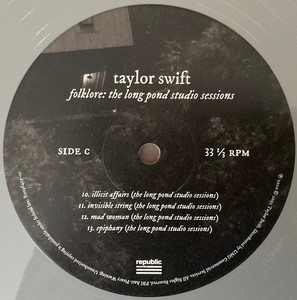 taylor swift
folklore: the long pond studio sessions
SIDE C
33 ⅓ RPM
10. illicit affairs (the long pond studio sessions)
11. invisible string (the long pond studio sessions)
12. mad woman (the long pond studio sessions)
13. epiphany (the long pond studio sessions)
republic